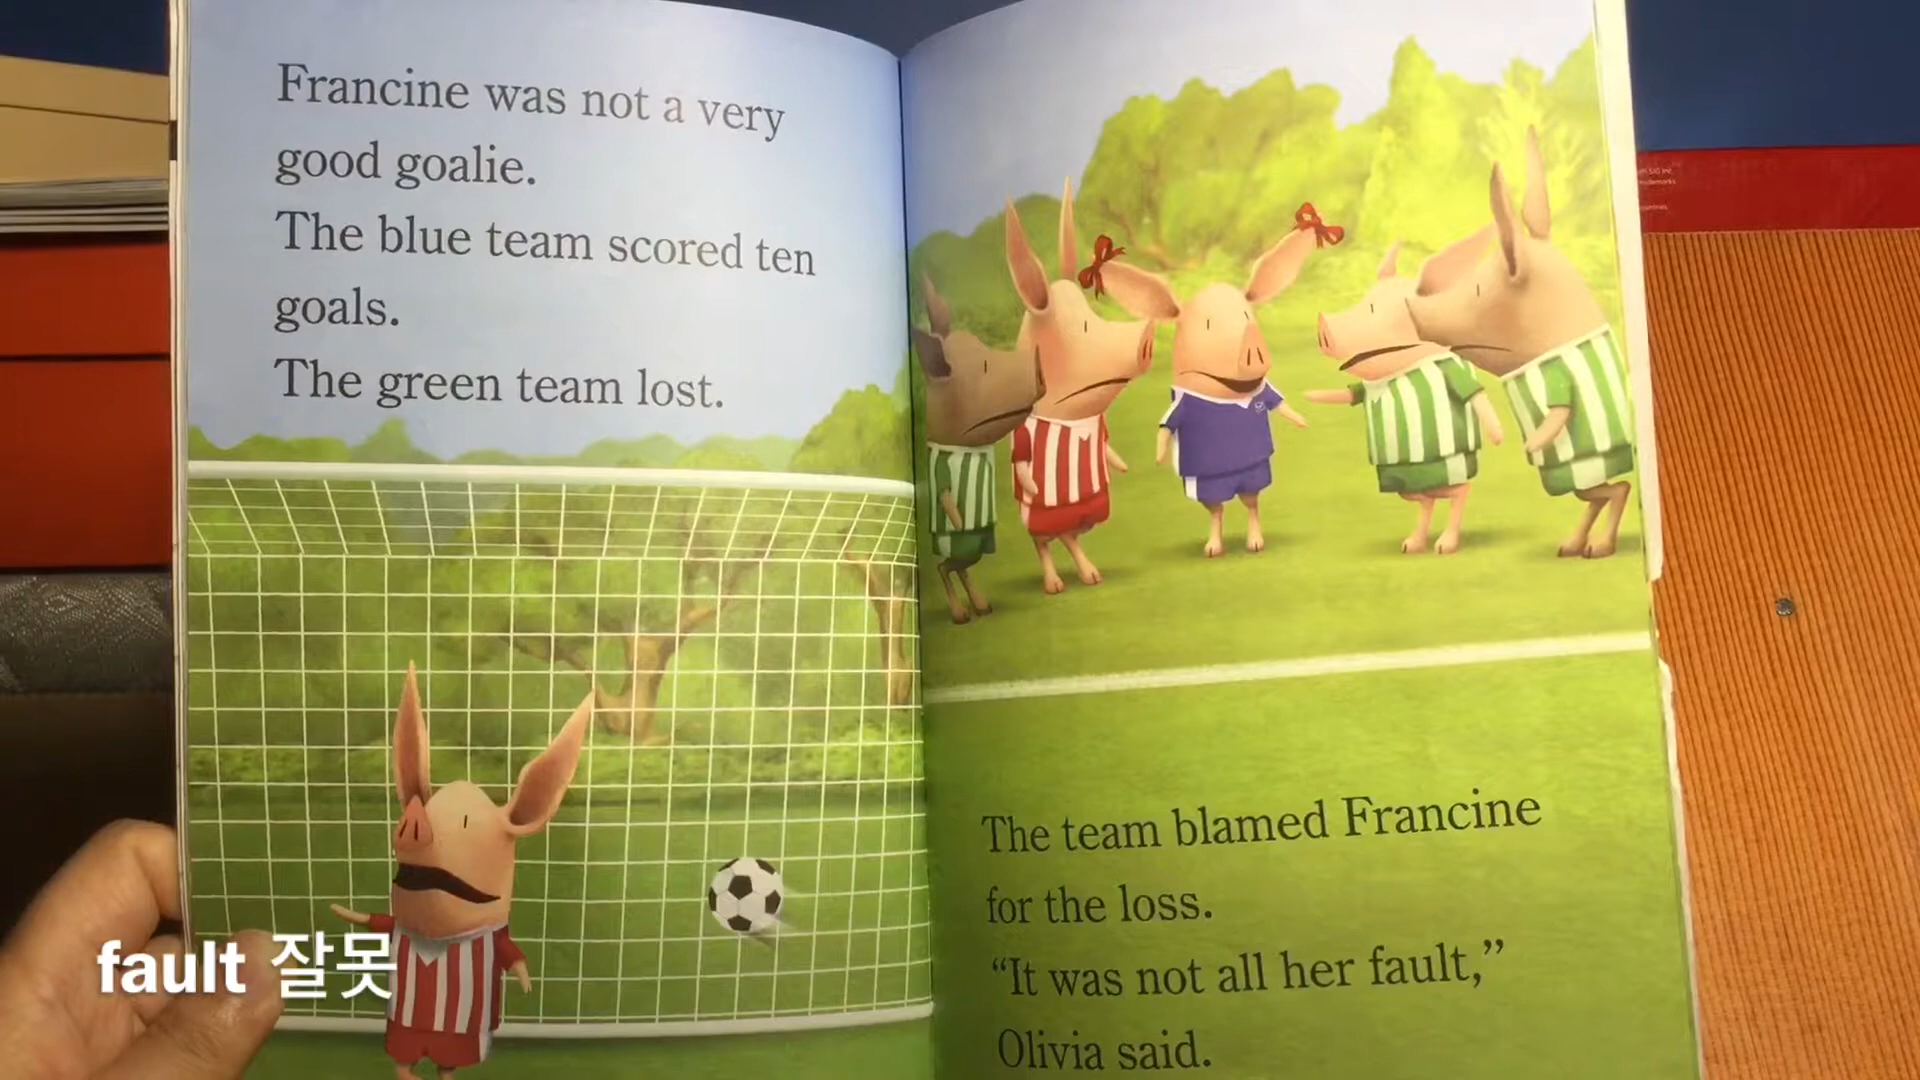 Francine was not a very
good goalie.
The blue team scored ten
goals.
The green team lost.
The team blamed Francine
for the loss.
“It was not all her fault,”
Olivia said.
fault 잘못